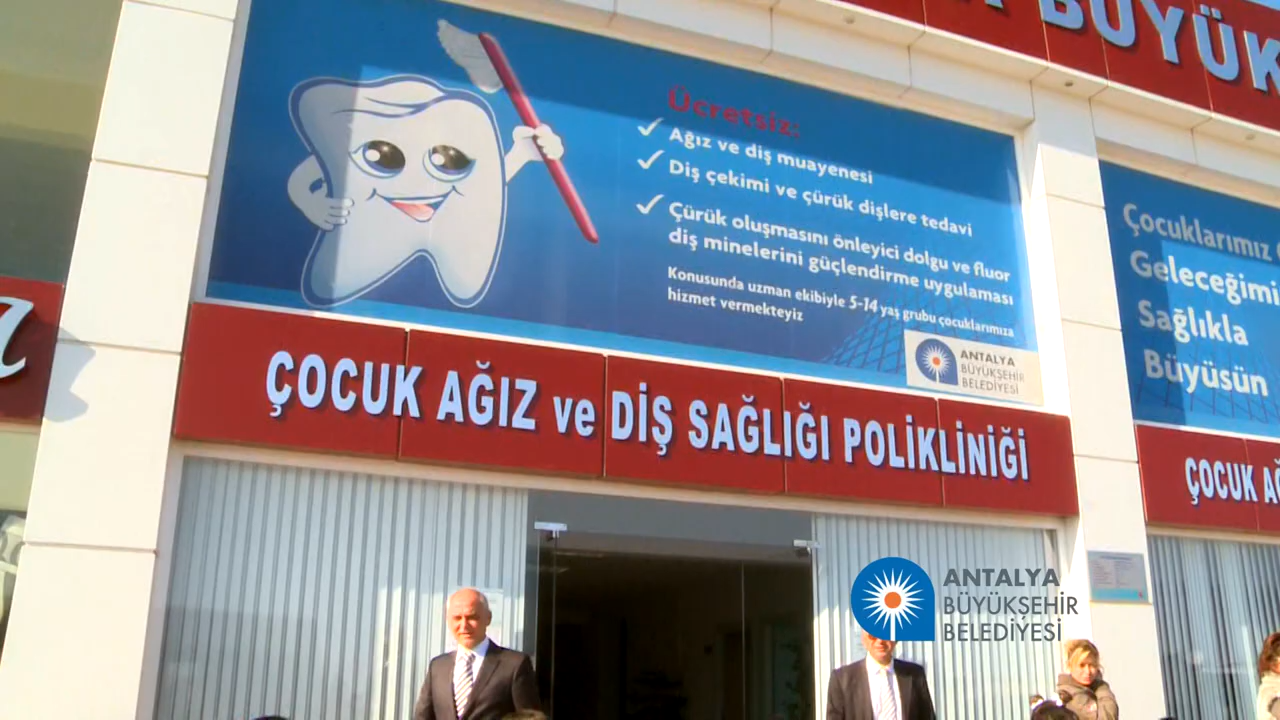 BÜYÜK
Ücretsiz:
Ağız ve diş muayenesi
Diş çekimi ve çürük dişlere tedavi
Çürük oluşmasını önleyici dolgu ve fluor
diş minelerini güçlendirme uygulaması
Konusunda uzman ekibiyle 5-14 yaş grubu çocuklarımıza
hizmet vermekteyiz
ANTALYA
BÜYÜKŞEHİR
BELEDİYESİ
ÇOCUK AĞIZ ve DİŞ SAĞLIĞI POLİKLİNİĞİ
Çocuklarımız
Geleceğimi
Sağlıkla
Büyüsün
ÇOCUK AĞ
ANTALYA
BÜYÜKŞEHİR
BELEDİYESİ